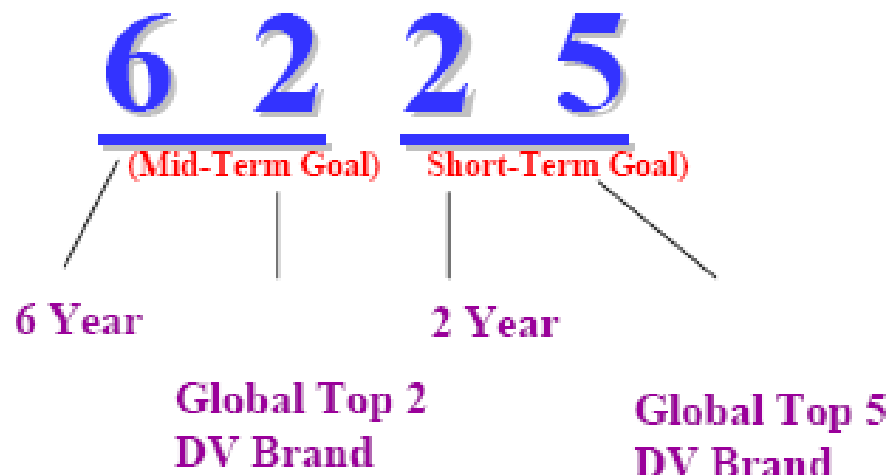 6 2 2 5
(Mid-Term Goal) Short-Term Goal)
6 Year
2 Year
Global Top 2
DV Brand
Global Top 5
DV Brand